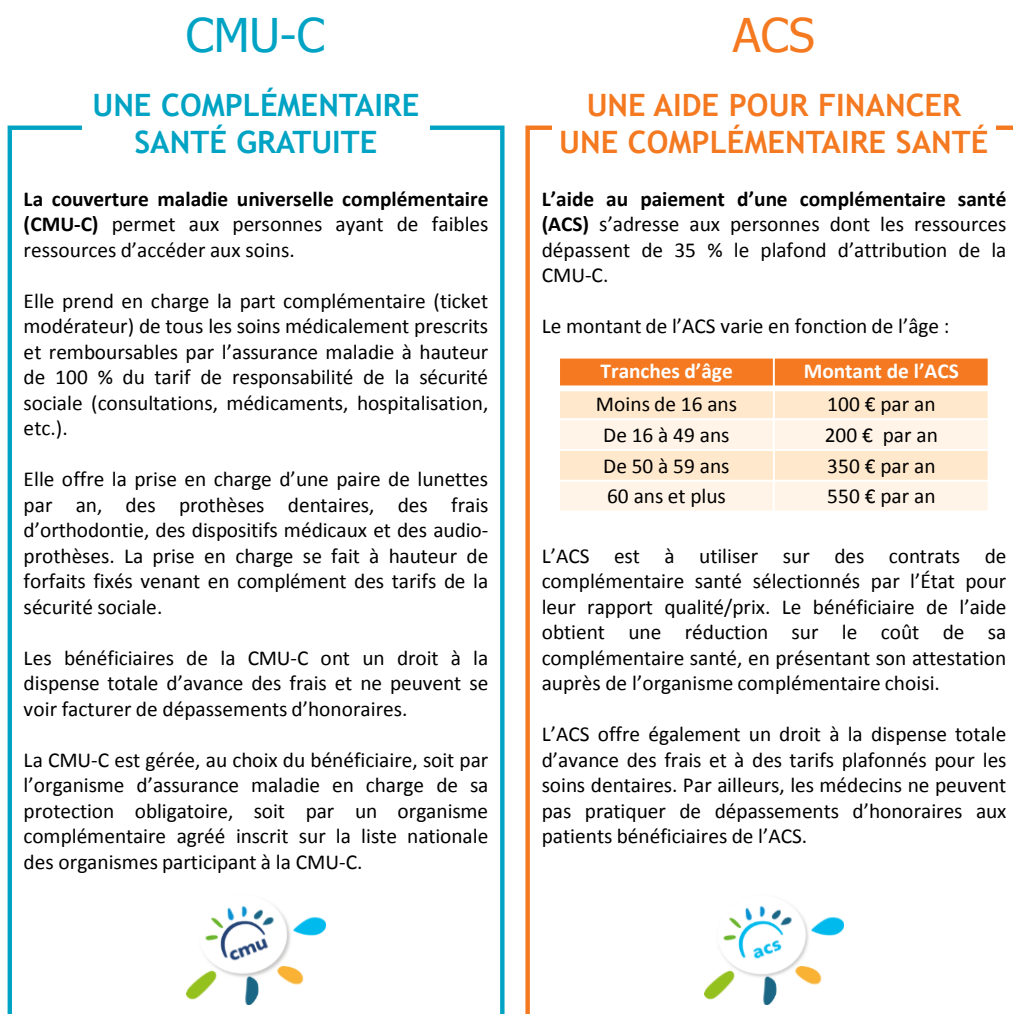 CMU-C
UNE COMPLÉMENTAIRE
SANTÉ GRATUITE
La couverture maladie universelle complémentaire
(CMU-C) permet aux personnes ayant de faibles
ressources d’accéder aux soins.
Elle prend en charge la part complémentaire (ticket
modérateur) de tous les soins médicalement prescrits
et remboursables par l’assurance maladie à hauteur
de 100 % du tarif de responsabilité de la sécurité
sociale (consultations, médicaments, hospitalisation,
etc.).
Elle offre la prise en charge d’une paire de lunettes
par an, des prothèses dentaires, des frais
d’orthodontie, des dispositifs médicaux et des audio-
prothèses. La prise en charge se fait à hauteur de
forfaits fixés venant en complément des tarifs de la
sécurité sociale.
Les bénéficiaires de la CMU-C ont un droit à la
dispense totale d’avance des frais et ne peuvent se
voir facturer de dépassements d’honoraires.
La CMU-C est gérée, au choix du bénéficiaire, soit par
l’organisme d’assurance maladie en charge de sa
protection obligatoire, soit par un organisme
complémentaire agréé inscrit sur la liste nationale
des organismes participant à la CMU-C.
cmu
ACS
UNE AIDE POUR FINANCER
UNE COMPLÉMENTAIRE SANTÉ
L’aide au paiement d’une complémentaire santé
(ACS) s’adresse aux personnes dont les ressources
dépassent de 35 % le plafond d’attribution de la
CMU-C.
Le montant de l’ACS varie en fonction de l’âge :
Tranches d’âge Montant de l’ACS
Moins de 16 ans 100 € par an
De 16 à 49 ans 200 € par an
De 50 à 59 ans 350 € par an
60 ans et plus 550 € par an
L’ACS est à utiliser sur des contrats de
complémentaire santé sélectionnés par l’État pour
leur rapport qualité/prix. Le bénéficiaire de l’aide
obtient une réduction sur le coût de sa
complémentaire santé, en présentant son attestation
auprès de l’organisme complémentaire choisi.
L’ACS offre également un droit à la dispense totale
d’avance des frais et à des tarifs plafonnés pour les
soins dentaires. Par ailleurs, les médecins ne peuvent
pas pratiquer de dépassements d’honoraires aux
patients bénéficiaires de l’ACS.
acs